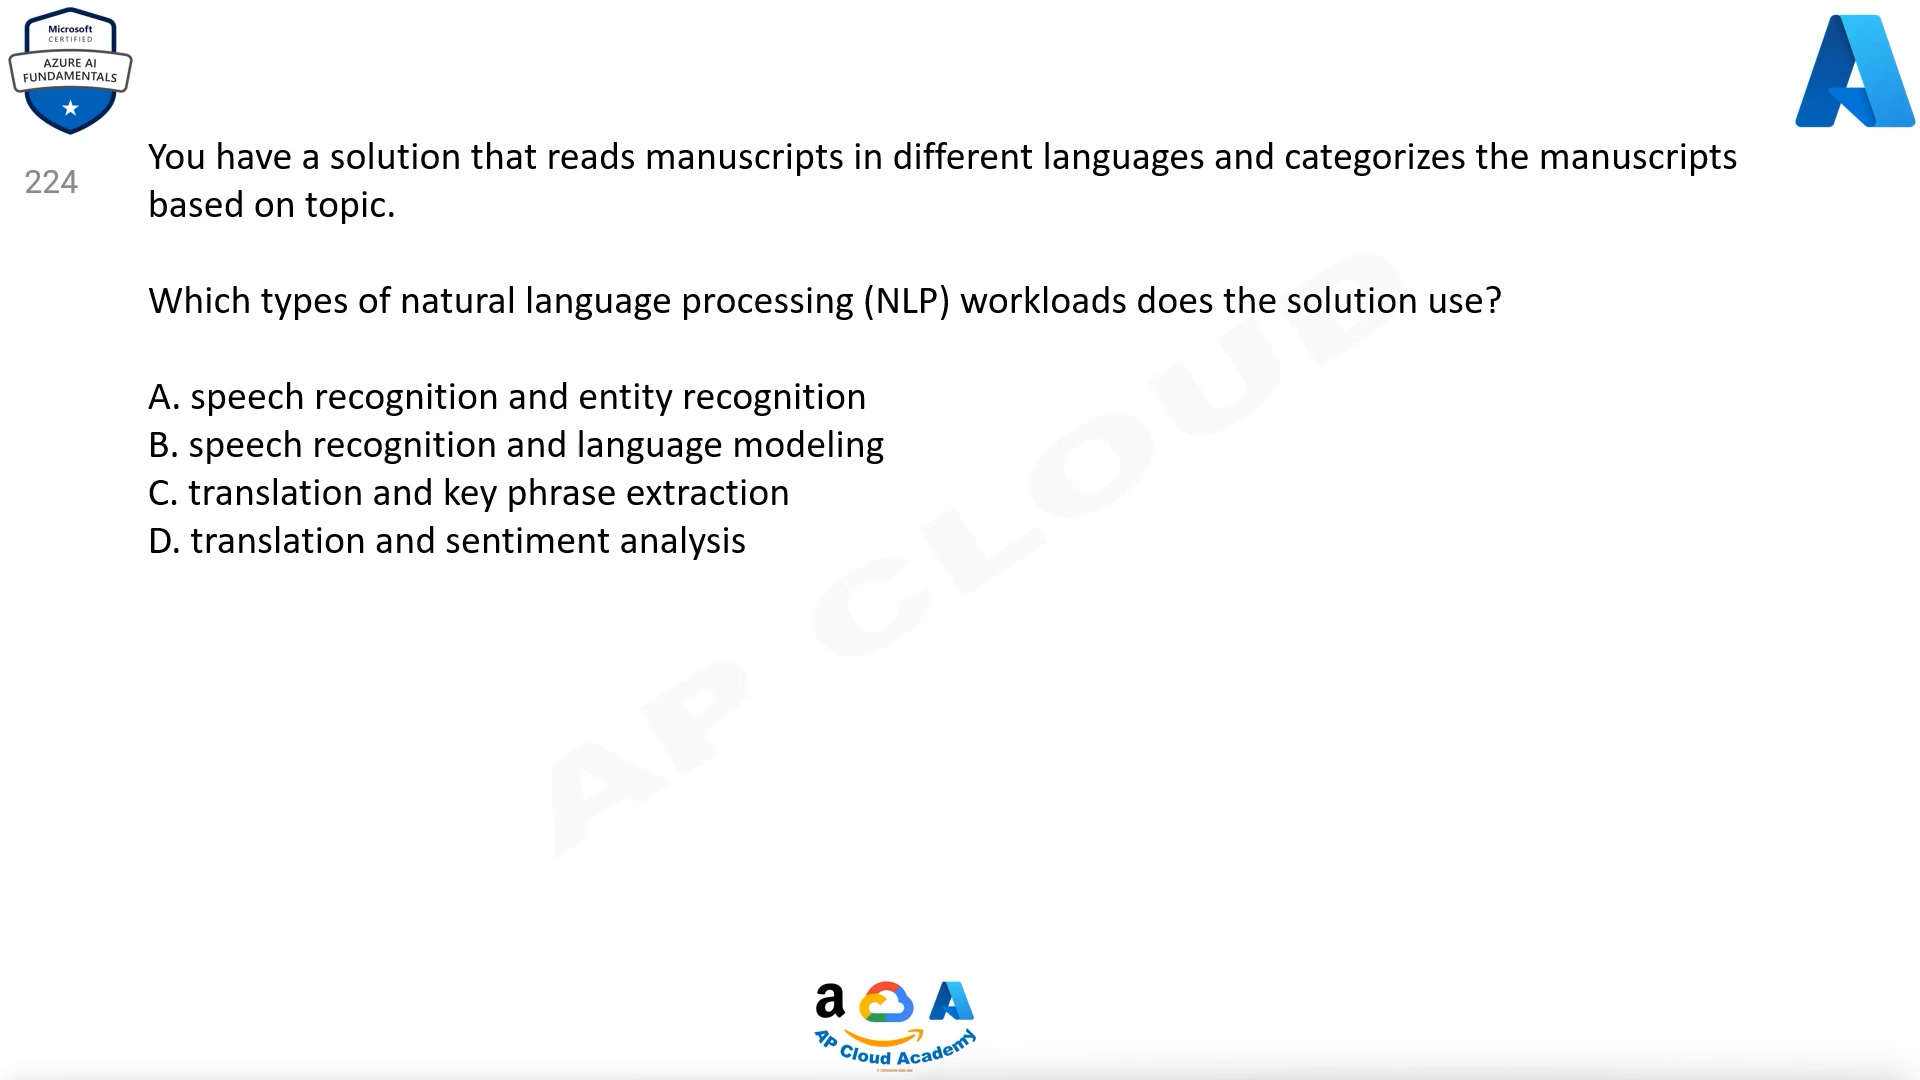 Microsoft
CERTIFIED
AZURE AI
FUNDAMENTALS
224
You have a solution that reads manuscripts in different languages and categorizes the manuscripts
based on topic.
Which types of natural language processing (NLP) workloads does the solution use?
A. speech recognition and entity recognition
B. speech recognition and language modeling
C. translation and key phrase extraction
D. translation and sentiment analysis
AP CLOUD
a
AP Cloud Academy